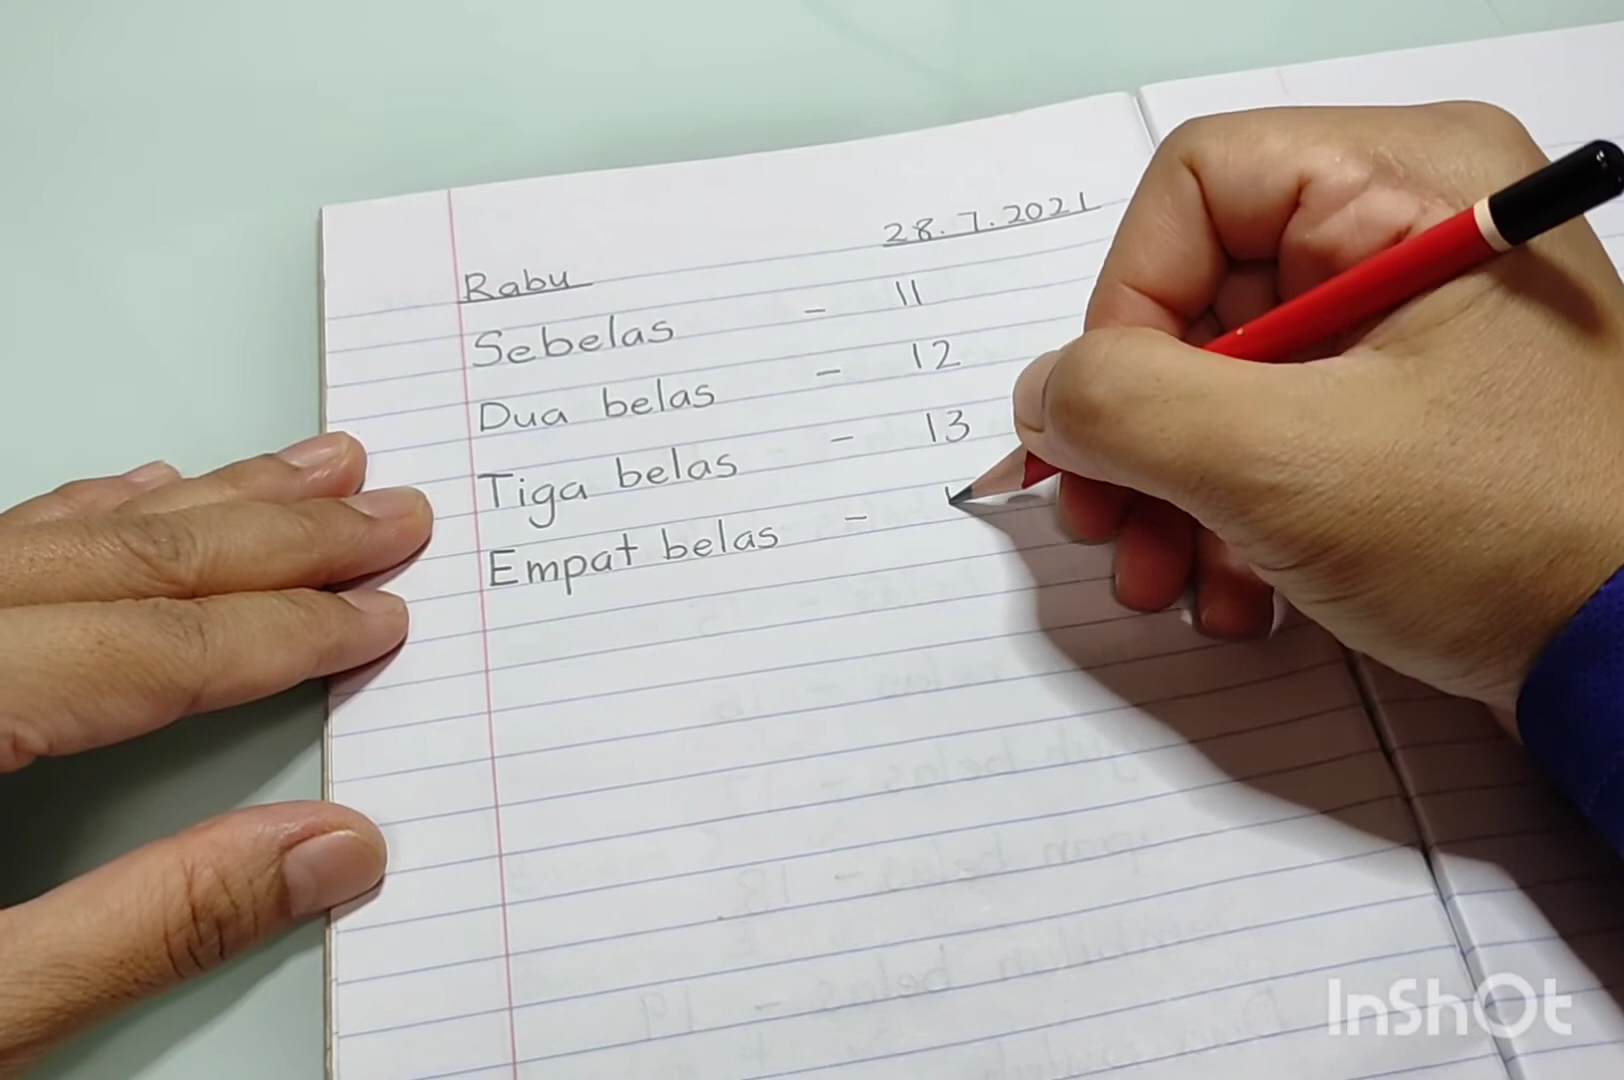 28.7.2021
Rabu
Sebelas - 11
Dua belas - 12
Tiga belas - 13
Empat belas -
InShOt